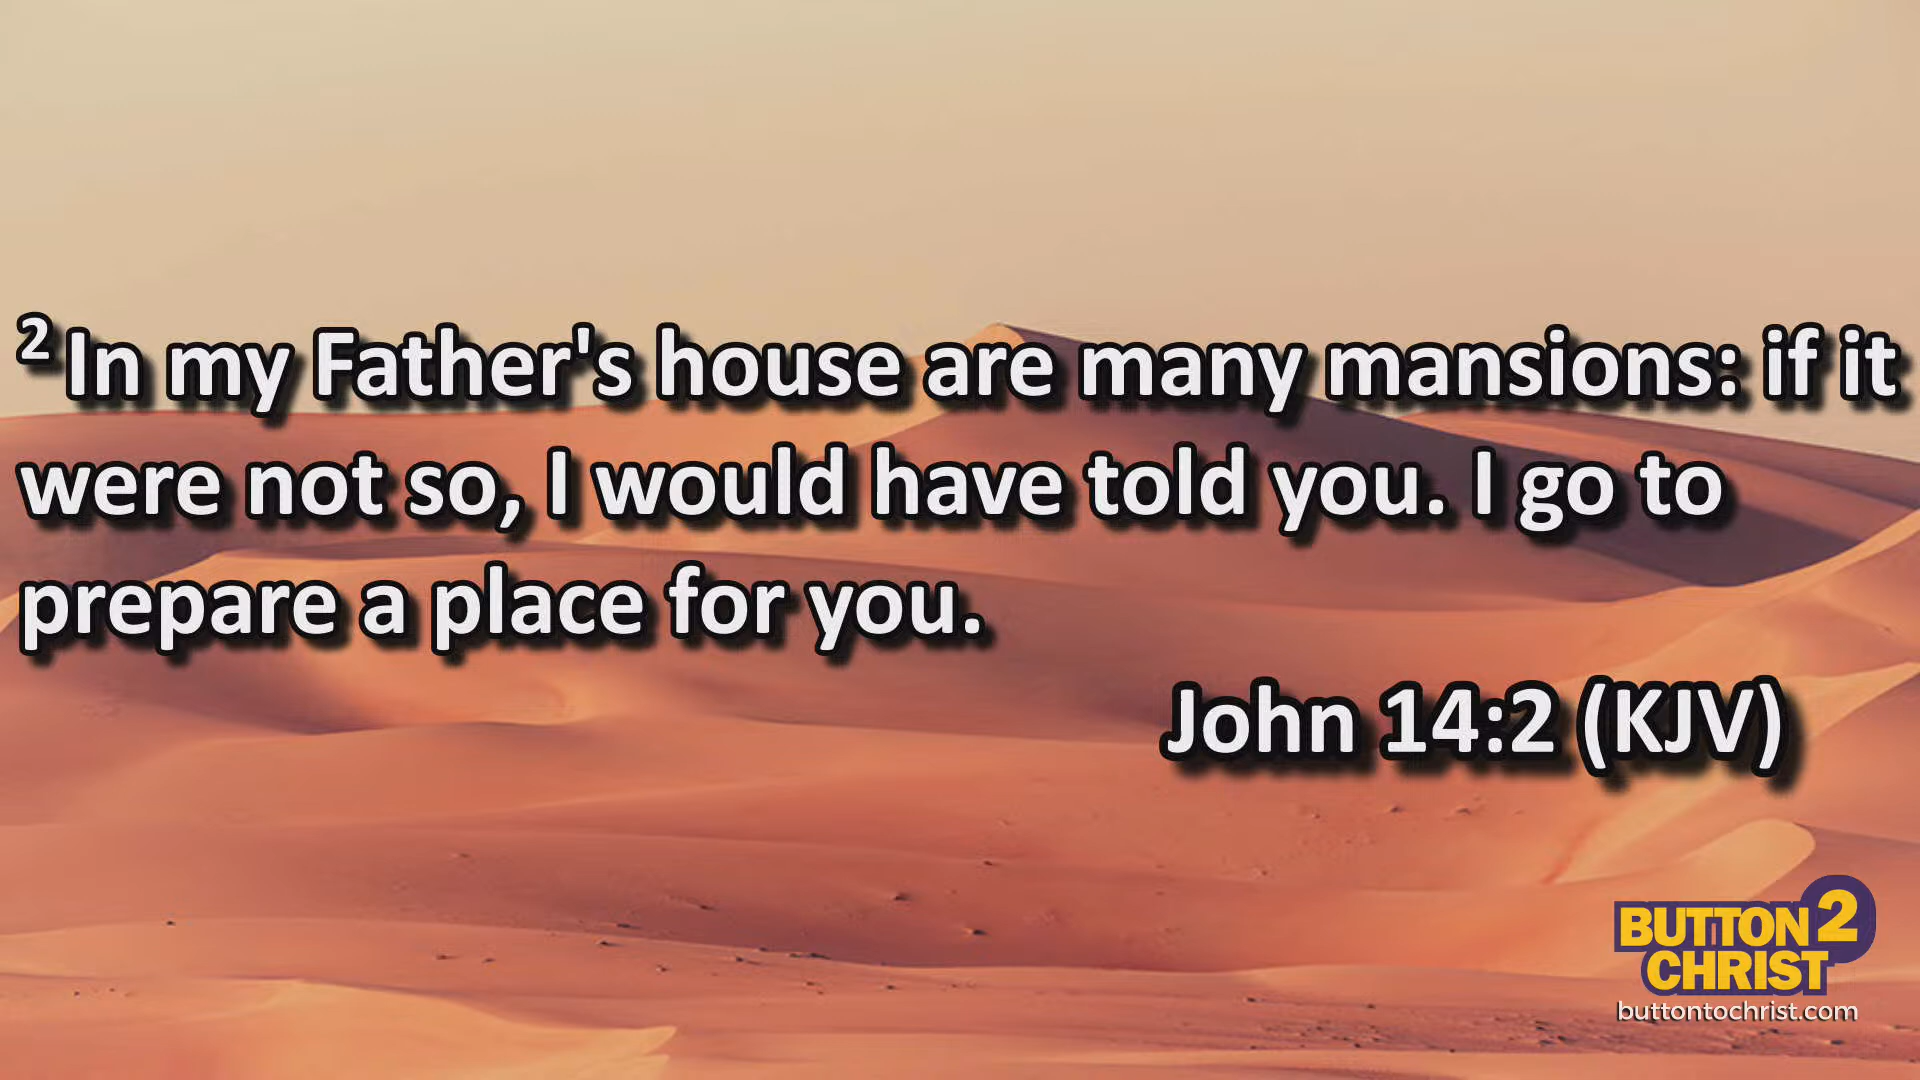 2 In my Father's house are many mansions: if it
were not so, I would have told you. I go to
prepare a place for you.
John 14:2 (KJV)
BUTTON 2
CHRIST
buttontochrist.com